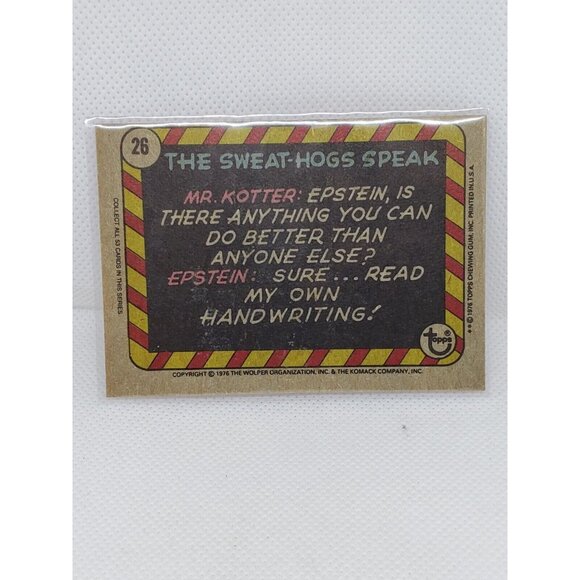 26
THE SWEAT-HOGS SPEAK
MR. KOTTER: EPSTEIN, IS
THERE ANYTHING YOU CAN
DO BETTER THAN
ANYONE ELSE?
EPSTEIN: SURE... READ
MY OWN
HANDWRITING!
topps®
COLLECT ALL 53 CARDS IN THIS SERIES
**© 1976 TOPPS CHEWING GUM, INC. PRINTED IN U.S.A.
COPYRIGHT © 1976 THE WOLPER ORGANIZATION, INC. & THE KOMACK COMPANY, INC.